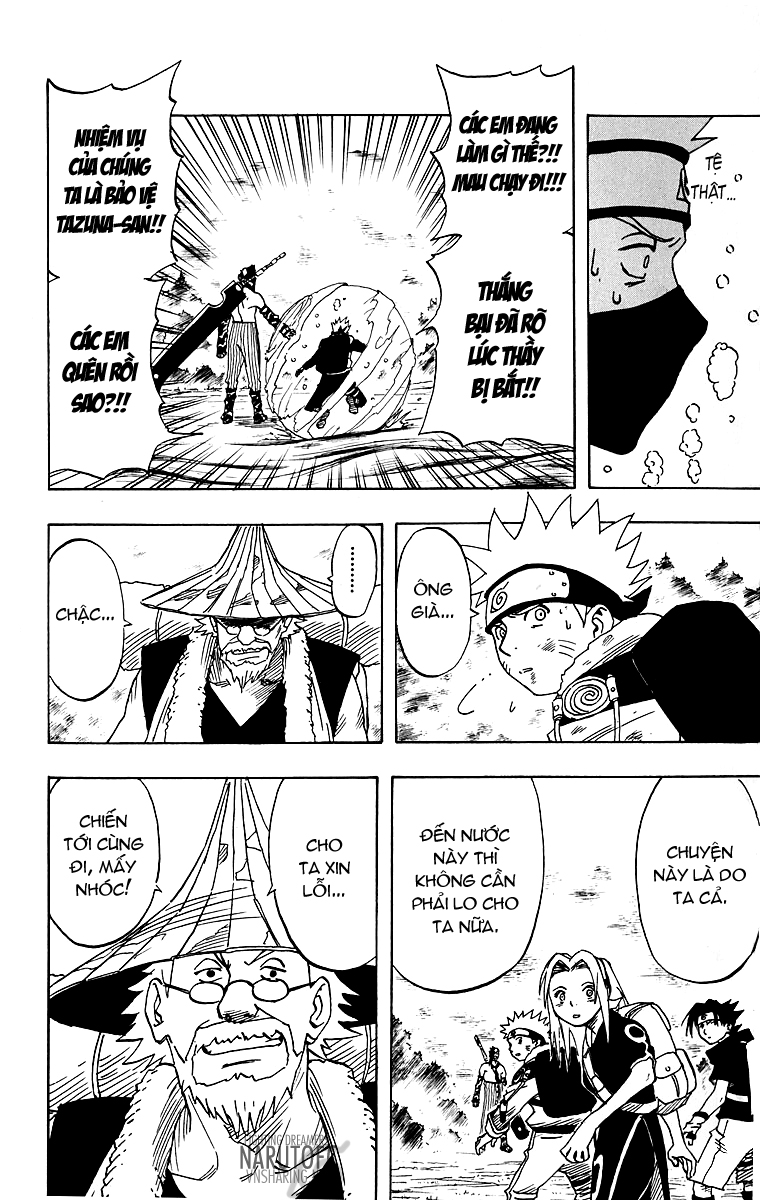 TỆ
THẬT...
CÁC EM ĐANG
LÀM GÌ THẾ?!!
MAU CHẠY ĐI!!!
THẮNG
BẠI ĐÃ RÕ
LÚC THẦY
BỊ BẮT!!
NHIỆM VỤ
CỦA CHÚNG
TA LÀ BẢO VỆ
TAZUNA-SAN!!
CÁC EM
QUÊN RỒI
SAO?!!
ÔNG
GIÀ...
.......
CHẬC...
CHUYỆN
NÀY LÀ DO
TA CẢ.
ĐẾN NƯỚC
NÀY THÌ
KHÔNG CẦN
PHẢI LO CHO
TA NỮA.
CHO
TA XIN
LỖI...
CHIẾN
TỚI CÙNG
ĐI, MẤY
NHÓC!
NARUTOF
VNSHARING